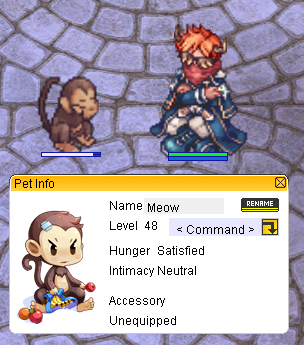 Pet Info
Name Meow RENAME
Level 48 < Command >
Hunger Satisfied
Intimacy Neutral
Accessory
Unequipped